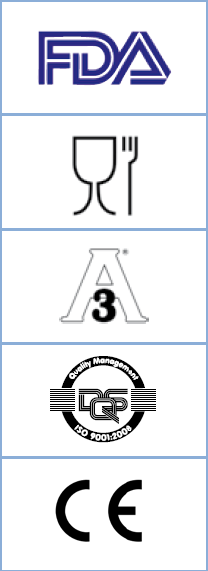 FDA
A
3
®
Quality Management
DQS
ISO 9001:2008
CE